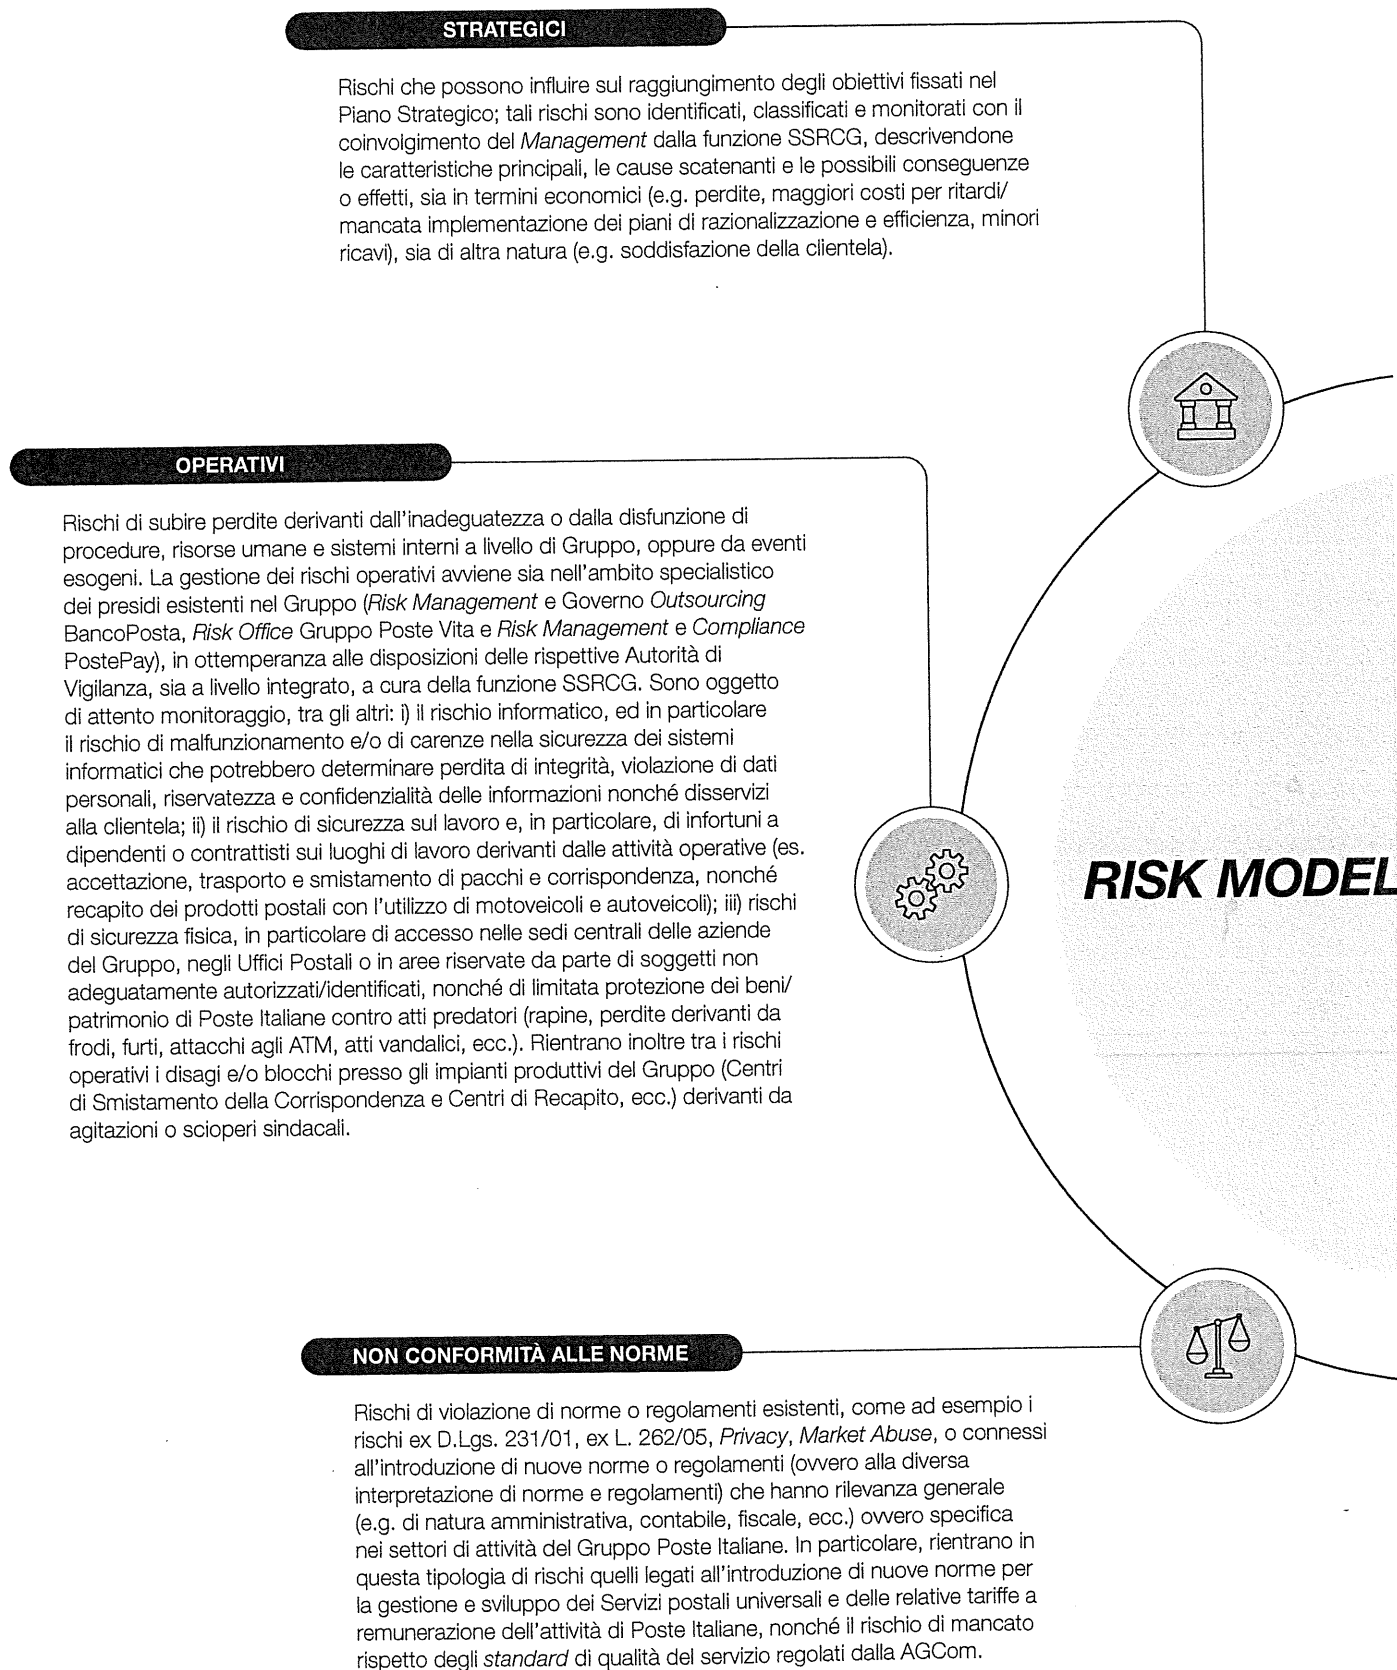 STRATEGICI
Rischi che possono influire sul raggiungimento degli obiettivi fissati nel
Piano Strategico; tali rischi sono identificati, classificati e monitorati con il
coinvolgimento del Management dalla funzione SSRCG, descrivendone
le caratteristiche principali, le cause scatenanti e le possibili conseguenze
o effetti, sia in termini economici (e.g. perdite, maggiori costi per ritardi/
mancata implementazione dei piani di razionalizzazione e efficienza, minori
ricavi), sia di altra natura (e.g. soddisfazione della clientela).
OPERATIVI
Rischi di subire perdite derivanti dall'inadeguatezza o dalla disfunzione di
procedure, risorse umane e sistemi interni a livello di Gruppo, oppure da eventi
esogeni. La gestione dei rischi operativi avviene sia nell'ambito specialistico
dei presidi esistenti nel Gruppo (Risk Management e Governo Outsourcing
BancoPosta, Risk Office Gruppo Poste Vita e Risk Management e Compliance
PostePay), in ottemperanza alle disposizioni delle rispettive Autorità di
Vigilanza, sia a livello integrato, a cura della funzione SSRCG. Sono oggetto
di attento monitoraggio, tra gli altri: i) il rischio informatico, ed in particolare
il rischio di malfunzionamento e/o di carenze nella sicurezza dei sistemi
informatici che potrebbero determinare perdita di integrità, violazione di dati
personali, riservatezza e confidenzialità delle informazioni nonché disservizi
alla clientela; ii) il rischio di sicurezza sul lavoro e, in particolare, di infortuni a
dipendenti o contrattisti sui luoghi di lavoro derivanti dalle attività operative (es.
accettazione, trasporto e smistamento di pacchi e corrispondenza, nonché
recapito dei prodotti postali con l'utilizzo di motoveicoli e autoveicoli); iii) rischi
di sicurezza fisica, in particolare di accesso nelle sedi centrali delle aziende
del Gruppo, negli Uffici Postali o in aree riservate da parte di soggetti non
adeguatamente autorizzati/identificati, nonché di limitata protezione dei beni/
patrimonio di Poste Italiane contro atti predatori (rapine, perdite derivanti da
frodi, furti, attacchi agli ATM, atti vandalici, ecc.). Rientrano inoltre tra i rischi
operativi i disagi e/o blocchi presso gli impianti produttivi del Gruppo (Centri
di Smistamento della Corrispondenza e Centri di Recapito, ecc.) derivanti da
agitazioni o scioperi sindacali.
RISK MODEL
NON CONFORMITÀ ALLE NORME
Rischi di violazione di norme o regolamenti esistenti, come ad esempio i
rischi ex D.Lgs. 231/01, ex L. 262/05, Privacy, Market Abuse, o connessi
all'introduzione di nuove norme o regolamenti (ovvero alla diversa
interpretazione di norme e regolamenti) che hanno rilevanza generale
(e.g. di natura amministrativa, contabile, fiscale, ecc.) ovvero specifica
nei settori di attività del Gruppo Poste Italiane. In particolare, rientrano in
questa tipologia di rischi quelli legati all'introduzione di nuove norme per
la gestione e sviluppo dei Servizi postali universali e delle relative tariffe a
remunerazione dell'attività di Poste Italiane, nonché il rischio di mancato
rispetto degli standard di qualità del servizio regolati dalla AGCom.